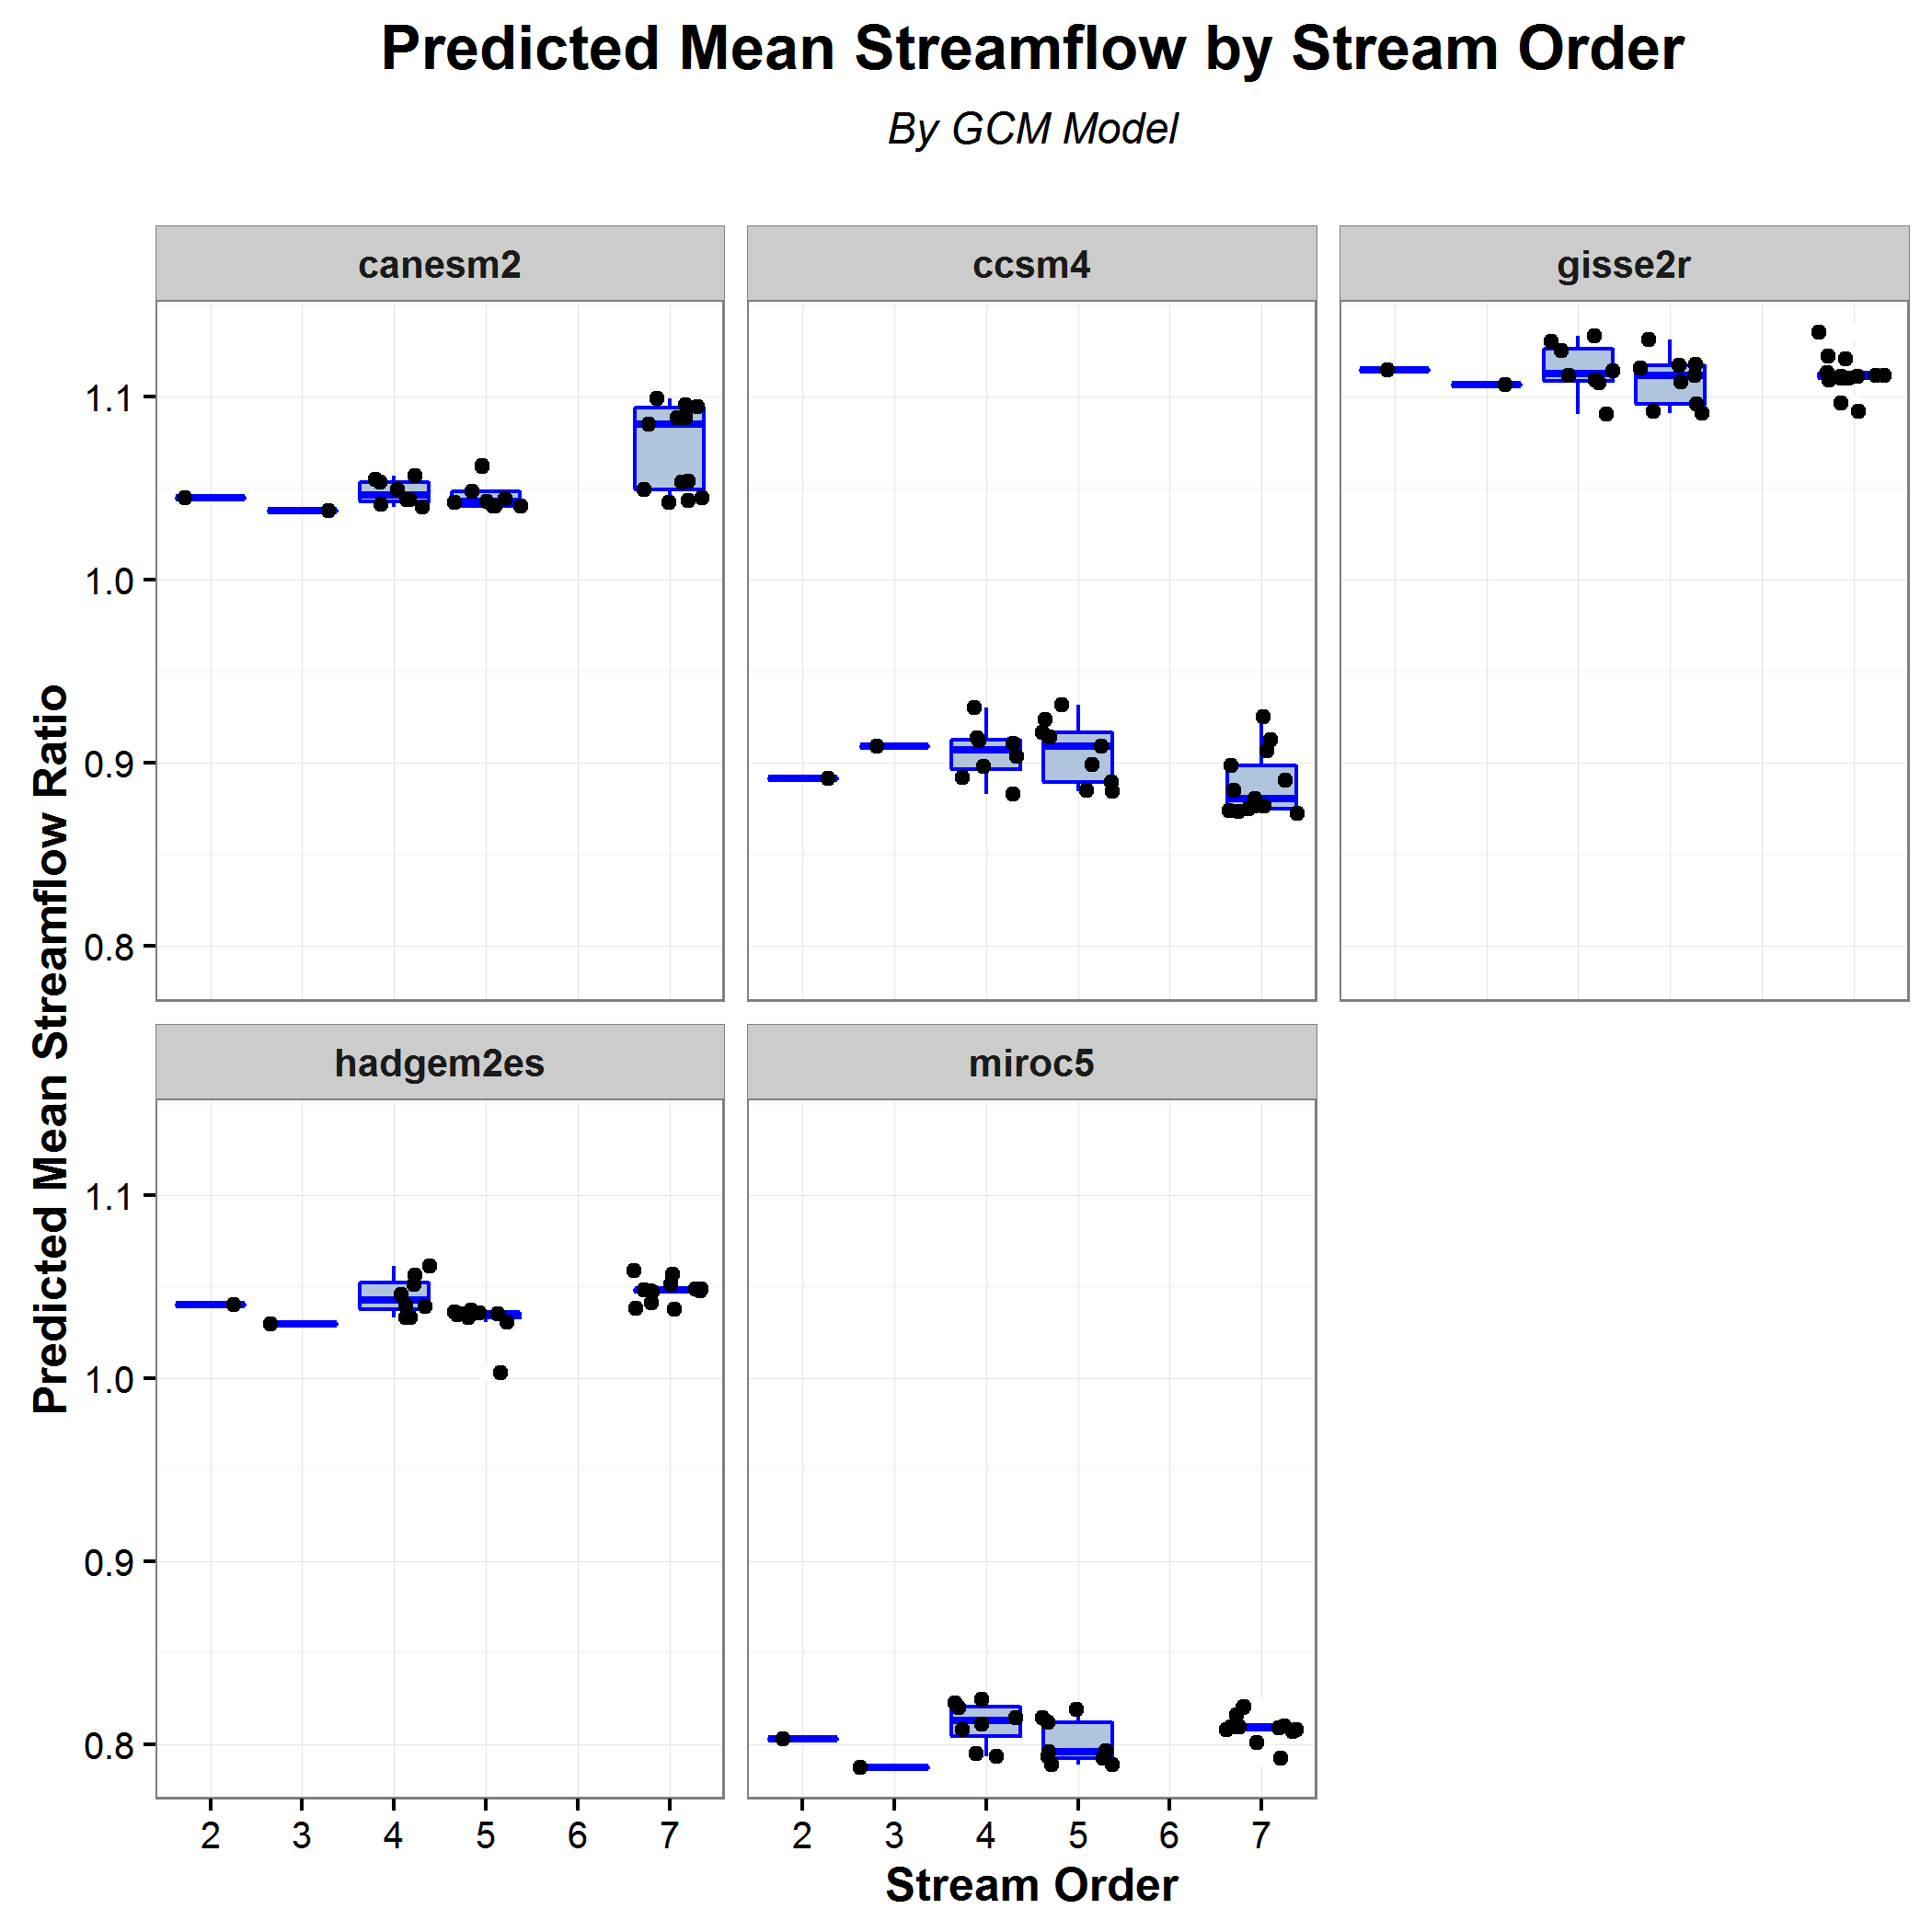 Predicted Mean Streamflow by Stream Order
By GCM Model
canesm2
ccsm4
gisse2r
1.1
1.0
0.9
0.8
hadgem2es
miroc5
1.1
1.0
0.9
0.8
2 3 4 5 6 7
2 3 4 5 6 7
Stream Order
Predicted Mean Streamflow Ratio